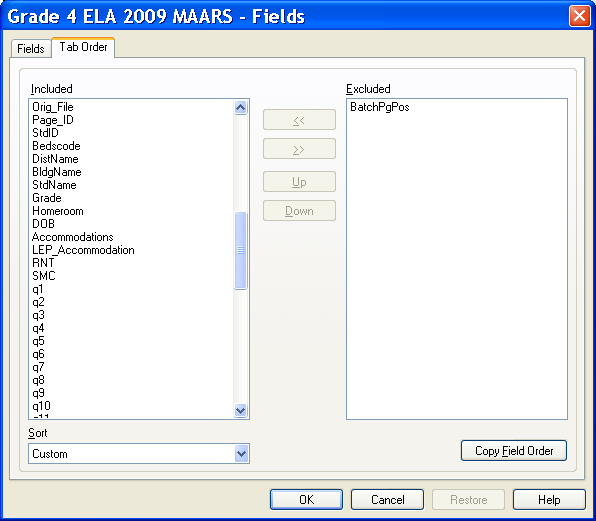 Grade 4 ELA 2009 MAARS - Fields
Fields
Tab Order
Included
Orig_File
Page_ID
StdID
Bedscode
DistName
BldgName
StdName
Grade
Homeroom
DOB
Accommodations
LEP_Accommodation
RNT
SMC
q1
q2
q3
q4
q5
q6
q7
q8
q9
q10
q11
<<
>>
Up
Down
Excluded
BatchPgPos
Sort
Custom
Copy Field Order
OK
Cancel
Restore
Help